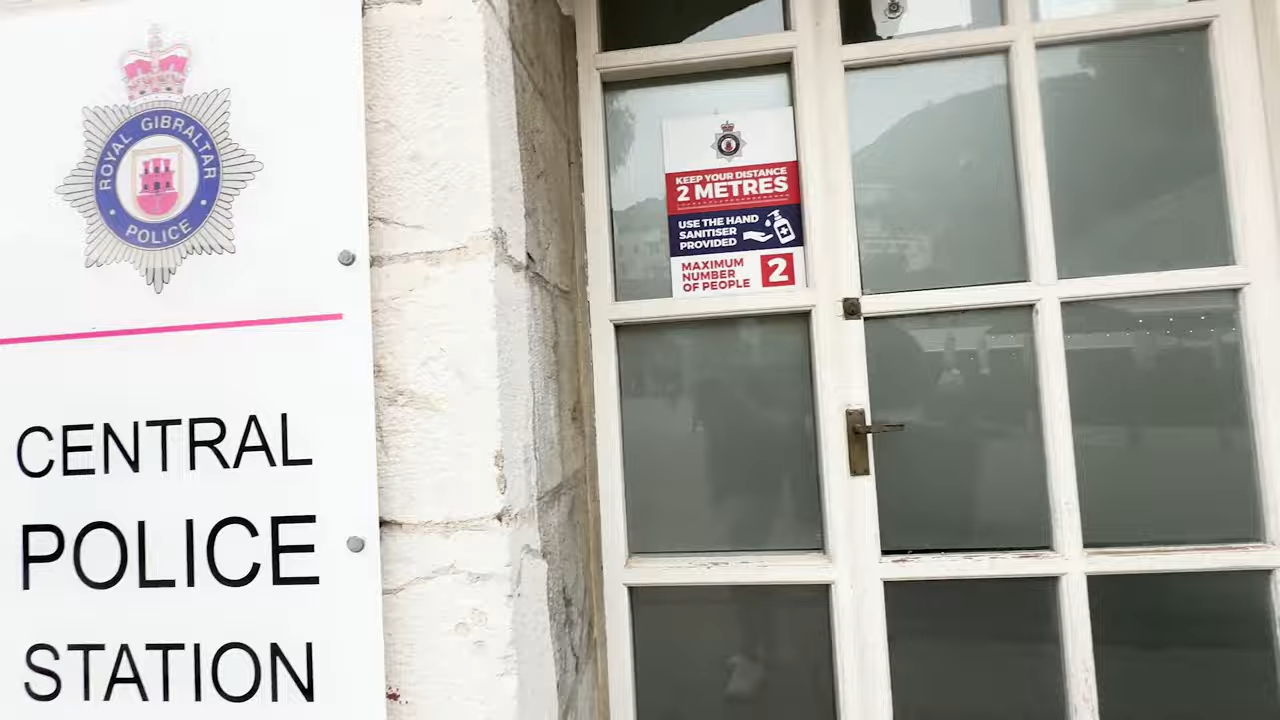 ROYAL GIBRALTAR
POLICE
CENTRAL
POLICE
STATION
KEEP YOUR DISTANCE
2 METRES
USE THE HAND
SANITISER
PROVIDED
MAXIMUM
NUMBER
OF PEOPLE
2